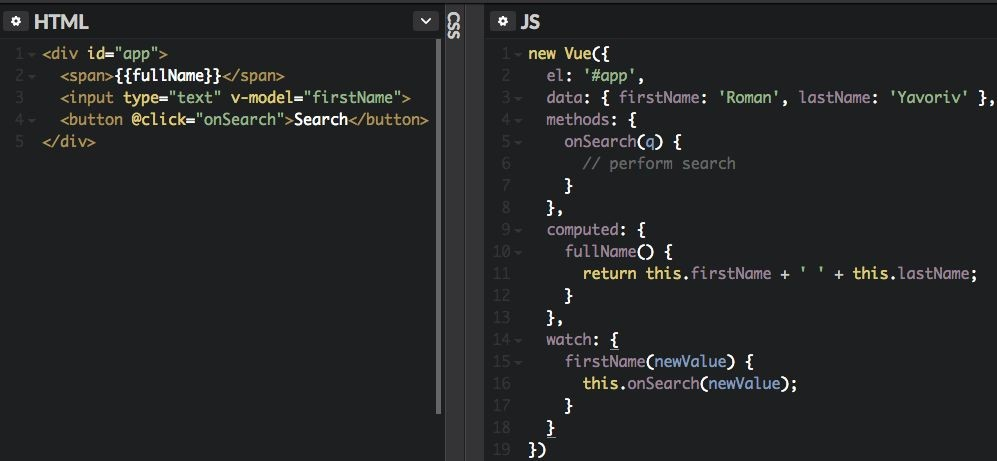 HTML
1 <div id="app">
2   <span>{{fullName}}</span>
3   <input type="text" v-model="firstName">
4   <button @click="onSearch">Search</button>
5 </div>
CSS
JS
1 new Vue({
2   el: '#app',
3   data: { firstName: 'Roman', lastName: 'Yavoriv' },
4   methods: {
5     onSearch(q) {
6       // perform search
7     }
8   },
9   computed: {
10     fullName() {
11       return this.firstName + ' ' + this.lastName;
12     }
13   },
14   watch: {
15     firstName(newValue) {
16       this.onSearch(newValue);
17     }
18   }
19 })